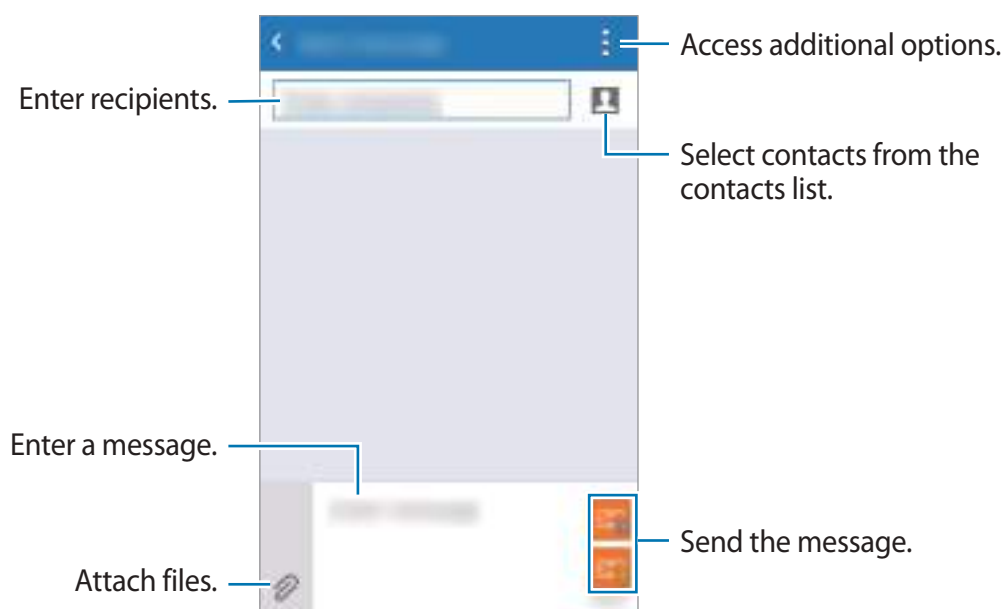 Access additional options.
Enter recipients.
Select contacts from the
contacts list.
Enter a message.
Send the message.
Attach files.